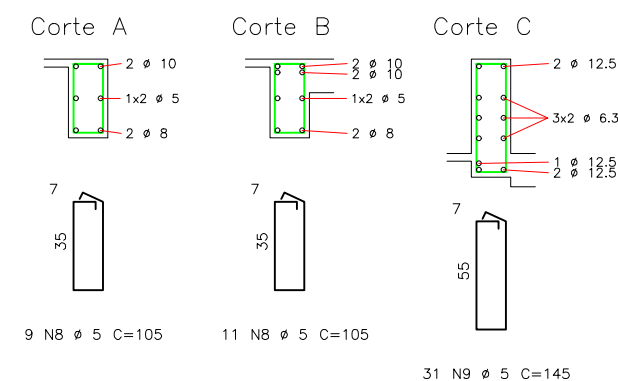 Corte A
2 ø 10
1x2 ø 5
2 ø 8
7
35
9 N8 ø 5 C=105
Corte B
2 ø 10
2 ø 10
1x2 ø 5
2 ø 8
7
35
11 N8 ø 5 C=105
Corte C
2 ø 12.5
3x2 ø 6.3
1 ø 12.5
2 ø 12.5
7
55
31 N9 ø 5 C=145